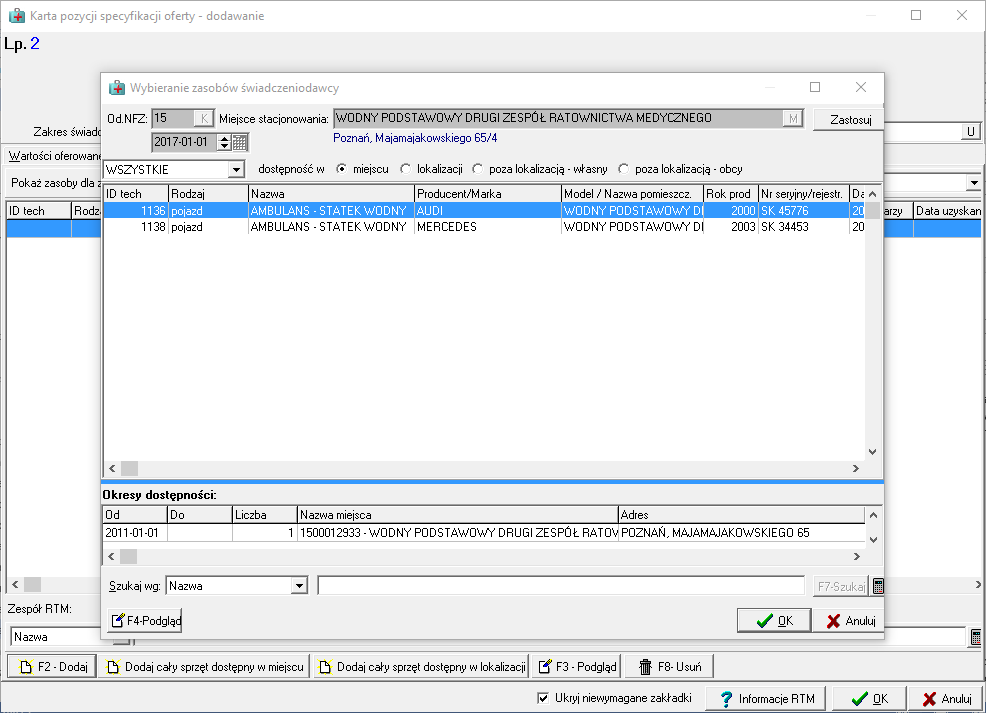 Karta pozycji specyfikacji oferty - dodawanie
Lp. 2
Wybieranie zasobów świadczeniodawcy
Od.NFZ: 15 K Miejsce stacjonowania: WODNY PODSTAWOWY DRUGI ZESPÓŁ RATOWNICTWA MEDYCZNEGO M Zastosuj
Zakres świadc U
2017-01-01 Poznań, Majamajakowskiego 65/4
Wartości oferowane
WSZYSTKIE dostępność w miejscu lokalizacji poza lokalizacją - własny poza lokalizacją - obcy
Pokaż zasoby dla z
ID tech Rodzaj Nazwa Producent/Marka Model / Nazwa pomieszcz. Rok prod Nr seryjny/rejestr. Da
ID tech Rodza arzy Data uzyskan
1136 pojazd AMBULANS - STATEK WODNY AUDI WODNY PODSTAWOWY DI 2000 SK 45776 20
1138 pojazd AMBULANS - STATEK WODNY MERCEDES WODNY PODSTAWOWY DI 2003 SK 34453 20
Okresy dostępności:
Od Do Liczba Nazwa miejsca Adres
2011-01-01 1 1500012933 - WODNY PODSTAWOWY DRUGI ZESPÓŁ RATOW POZNAŃ, MAJAMAJAKOWSKIEGO 65
Szukaj wg: Nazwa F7-Szukaj
Zespół RTM:
F4-Podgląd OK Anuluj
Nazwa
F2 - Dodaj Dodaj cały sprzęt dostępny w miejscu Dodaj cały sprzęt dostępny w lokalizacji F3 - Podgląd F8- Usuń
Ukryj niewymagane zakładki Informacje RTM OK Anuluj